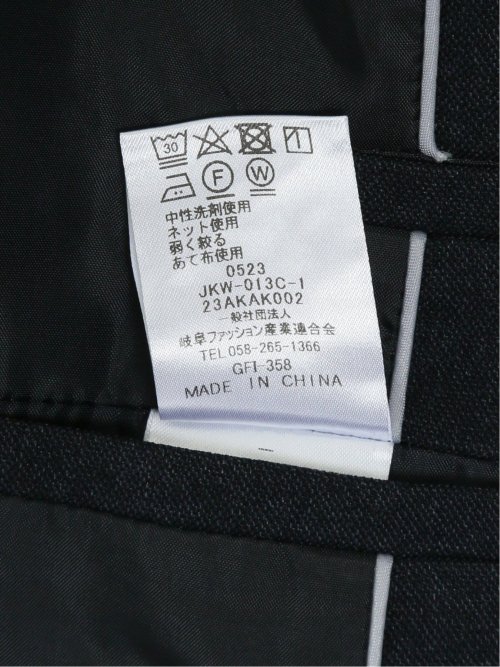 30
F W
中性洗剤使用
ネット使用
弱く絞る
あて布使用
0523
JKW-013C-1
23AKAK002
一般社団法人
岐阜ファッション産業連合会
TEL 058-265-1366
GFI-358
MADE IN CHINA